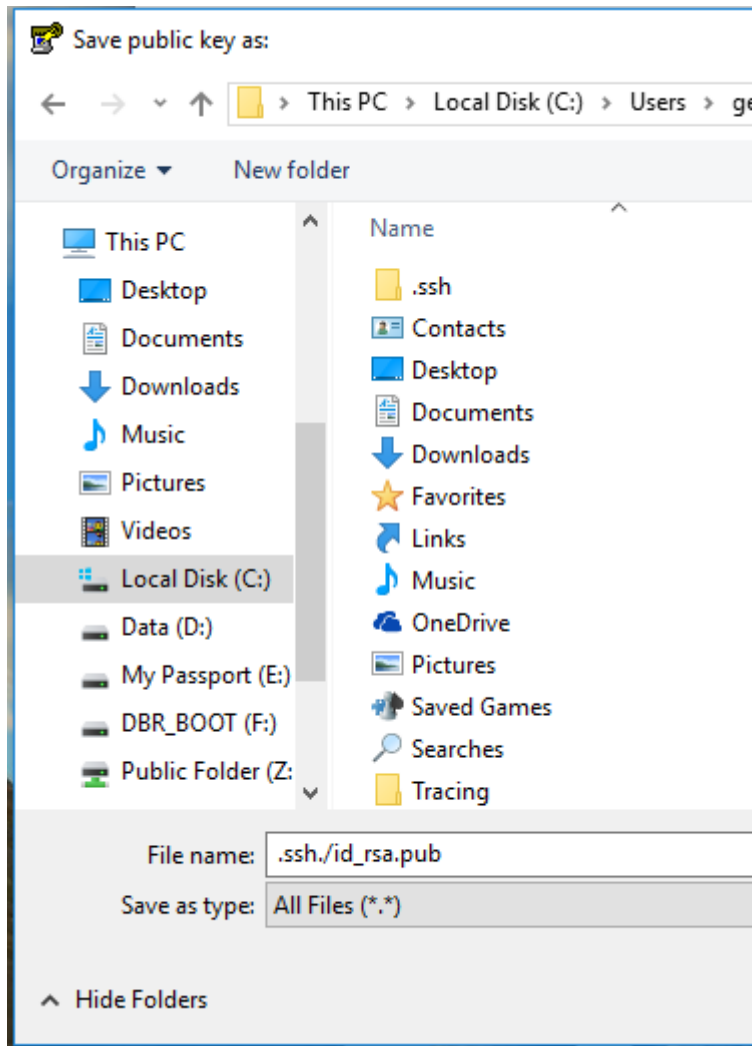 Save public key as:
This PC > Local Disk (C:) > Users > ge
Organize New folder
This PC
Desktop
Documents
Downloads
Music
Pictures
Videos
Local Disk (C:)
Data (D:)
My Passport (E:)
DBR_BOOT (F:)
Public Folder (Z:
Name
.ssh
Contacts
Desktop
Documents
Downloads
Favorites
Links
Music
OneDrive
Pictures
Saved Games
Searches
Tracing
File name: .ssh./id_rsa.pub
Save as type: All Files (*.*)
Hide Folders